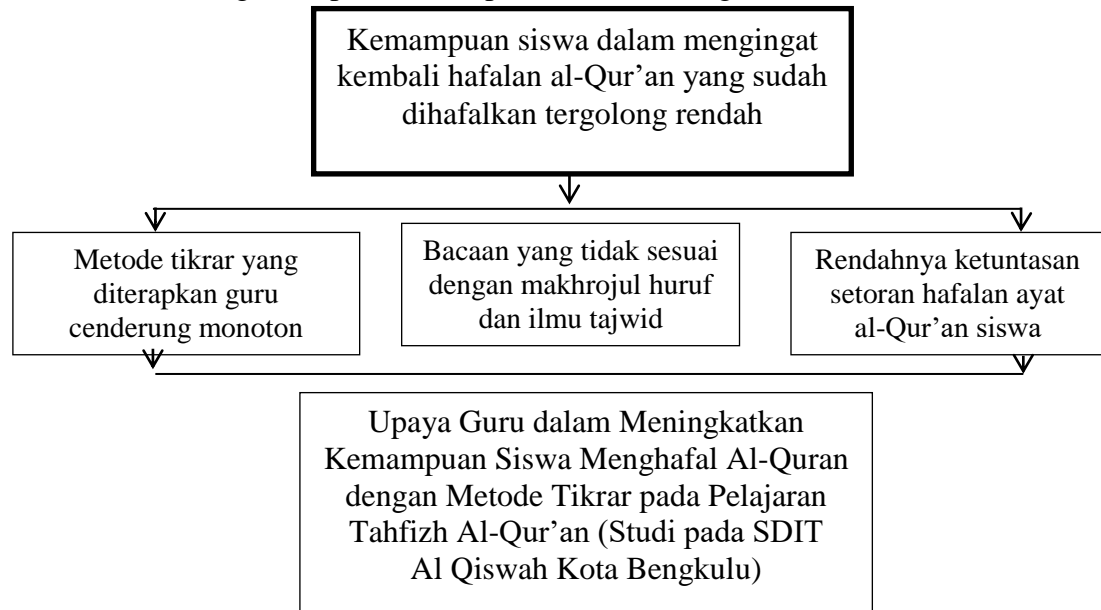 Kemampuan siswa dalam mengingat
kembali hafalan al-Qur’an yang sudah
dihafalkan tergolong rendah
Metode tikrar yang
diterapkan guru
cenderung monoton
Bacaan yang tidak sesuai
dengan makhrojul huruf
dan ilmu tajwid
Rendahnya ketuntasan
setoran hafalan ayat
al-Qur’an siswa
Upaya Guru dalam Meningkatkan
Kemampuan Siswa Menghafal Al-Quran
dengan Metode Tikrar pada Pelajaran
Tahfizh Al-Qur’an (Studi pada SDIT
Al Qiswah Kota Bengkulu)